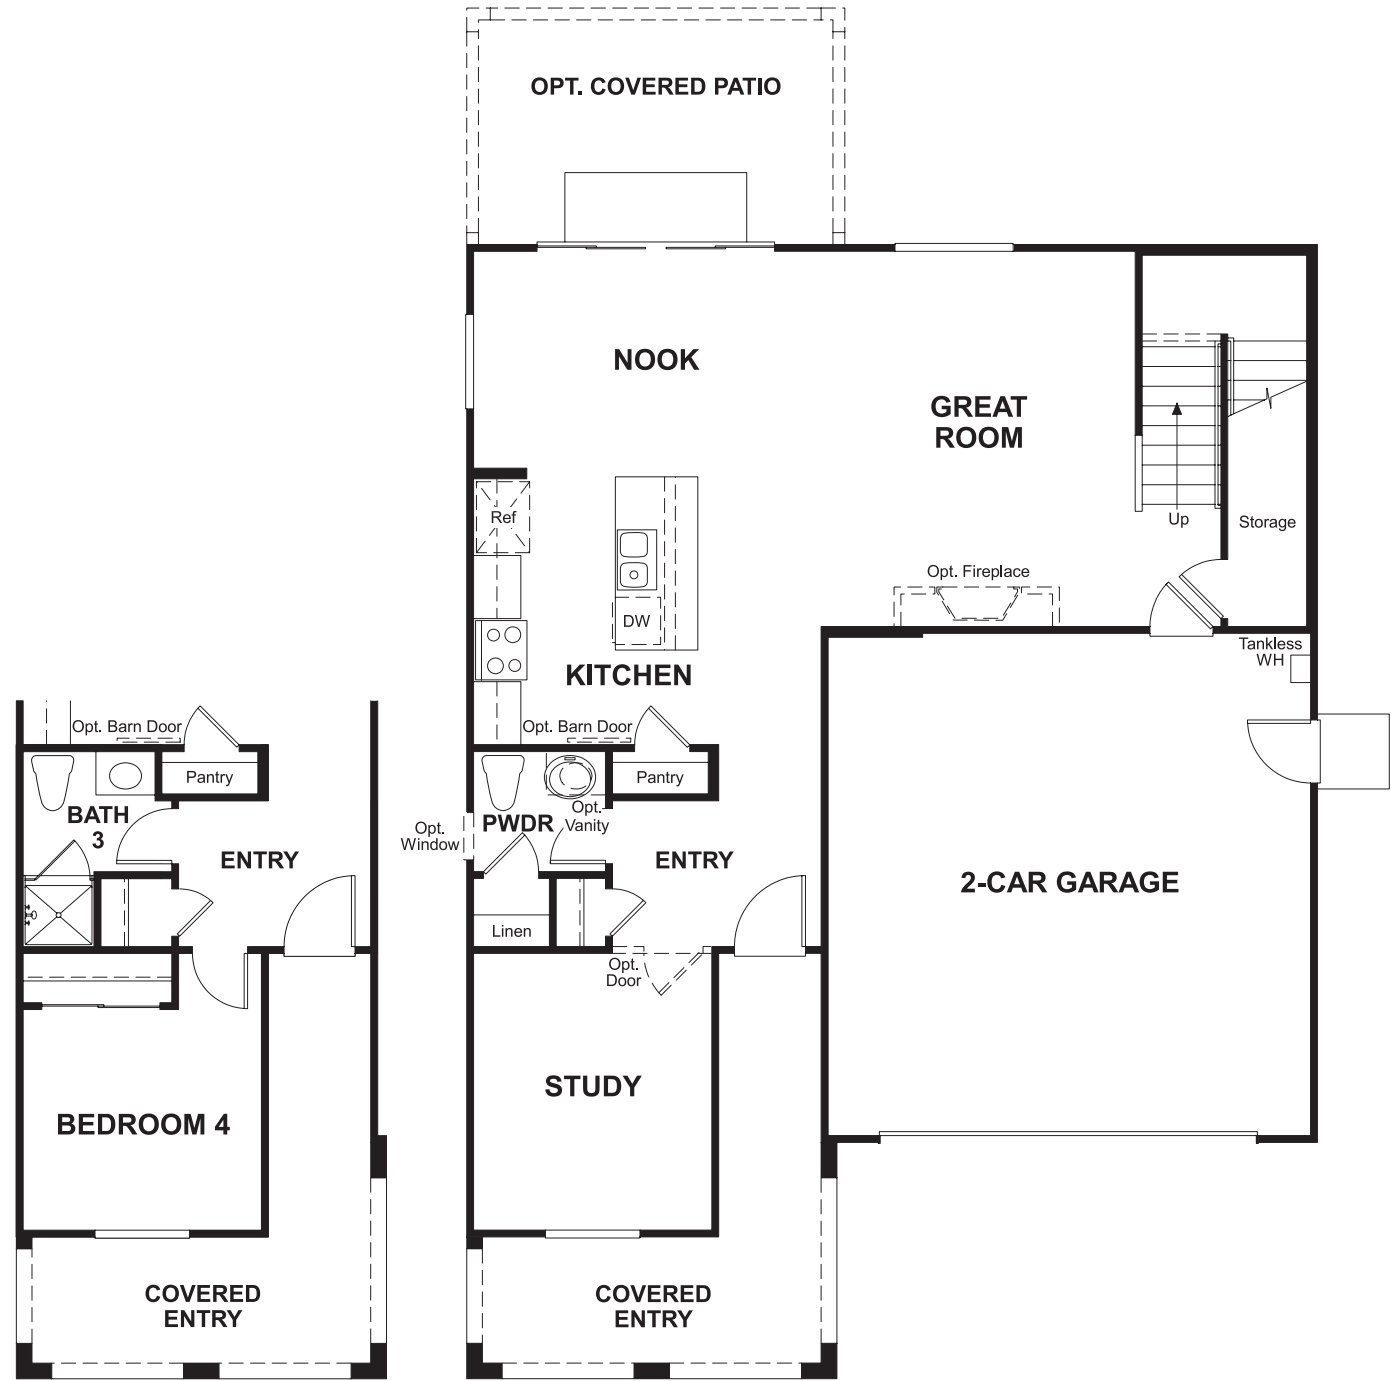 OPT. COVERED PATIO
NOOK
GREAT
ROOM
Ref
Up
Storage
Opt. Fireplace
DW
KITCHEN
Tankless
WH
Opt. Barn Door
Pantry
PWDR
Opt.
Vanity
Opt.
Window
ENTRY
Linen
Opt.
Door
2-CAR GARAGE
STUDY
COVERED
ENTRY
Opt. Barn Door
Pantry
BATH
3
ENTRY
BEDROOM 4
COVERED
ENTRY